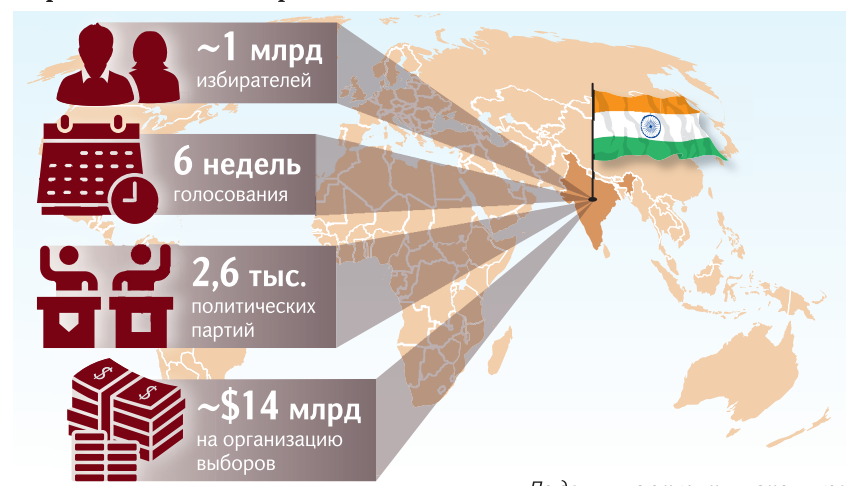 ~1 млрд
избирателей
6 недель
голосования
2,6 тыс.
политических
партий
~$14 млрд
на организацию
выборов